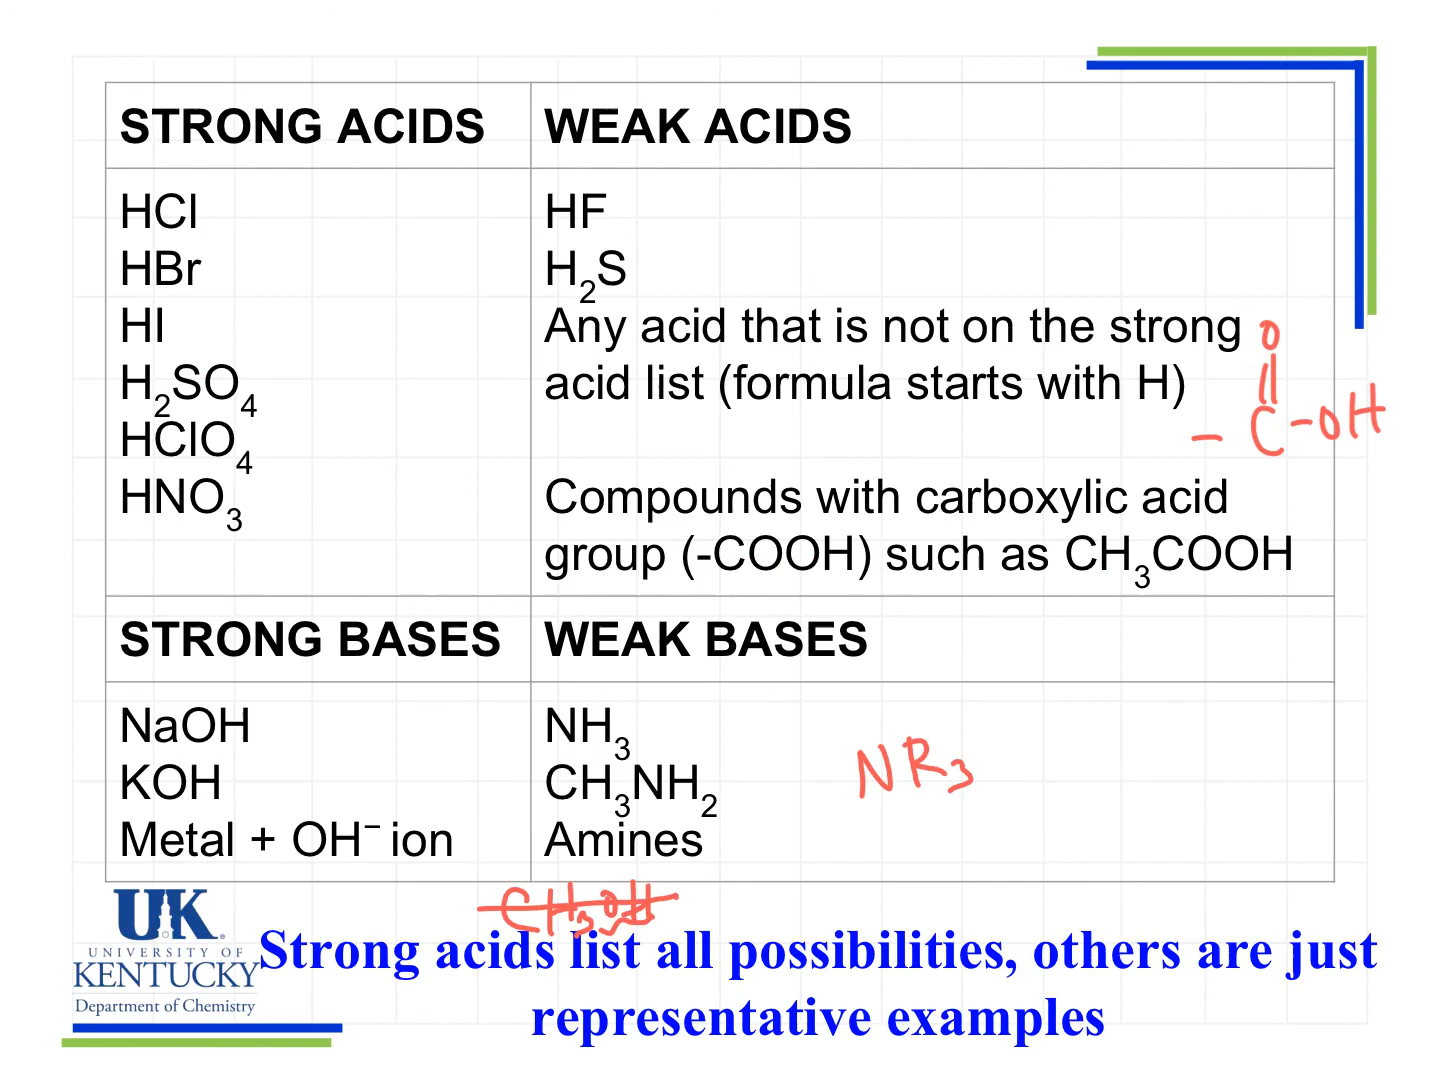 STRONG ACIDS
WEAK ACIDS
HCl
HBr
HI
H₂SO₄
HClO₄
HNO₃
HF
H₂S
Any acid that is not on the strong
acid list (formula starts with H)
O
||
– C – OH
Compounds with carboxylic acid
group (-COOH) such as CH₃COOH
STRONG BASES
WEAK BASES
NaOH
KOH
Metal + OH⁻ ion
NH₃
CH₃NH₂
Amines
NR₃
CH₃OH
UK
UNIVERSITY OF
KENTUCKY
Department of Chemistry
Strong acids list all possibilities, others are just
representative examples